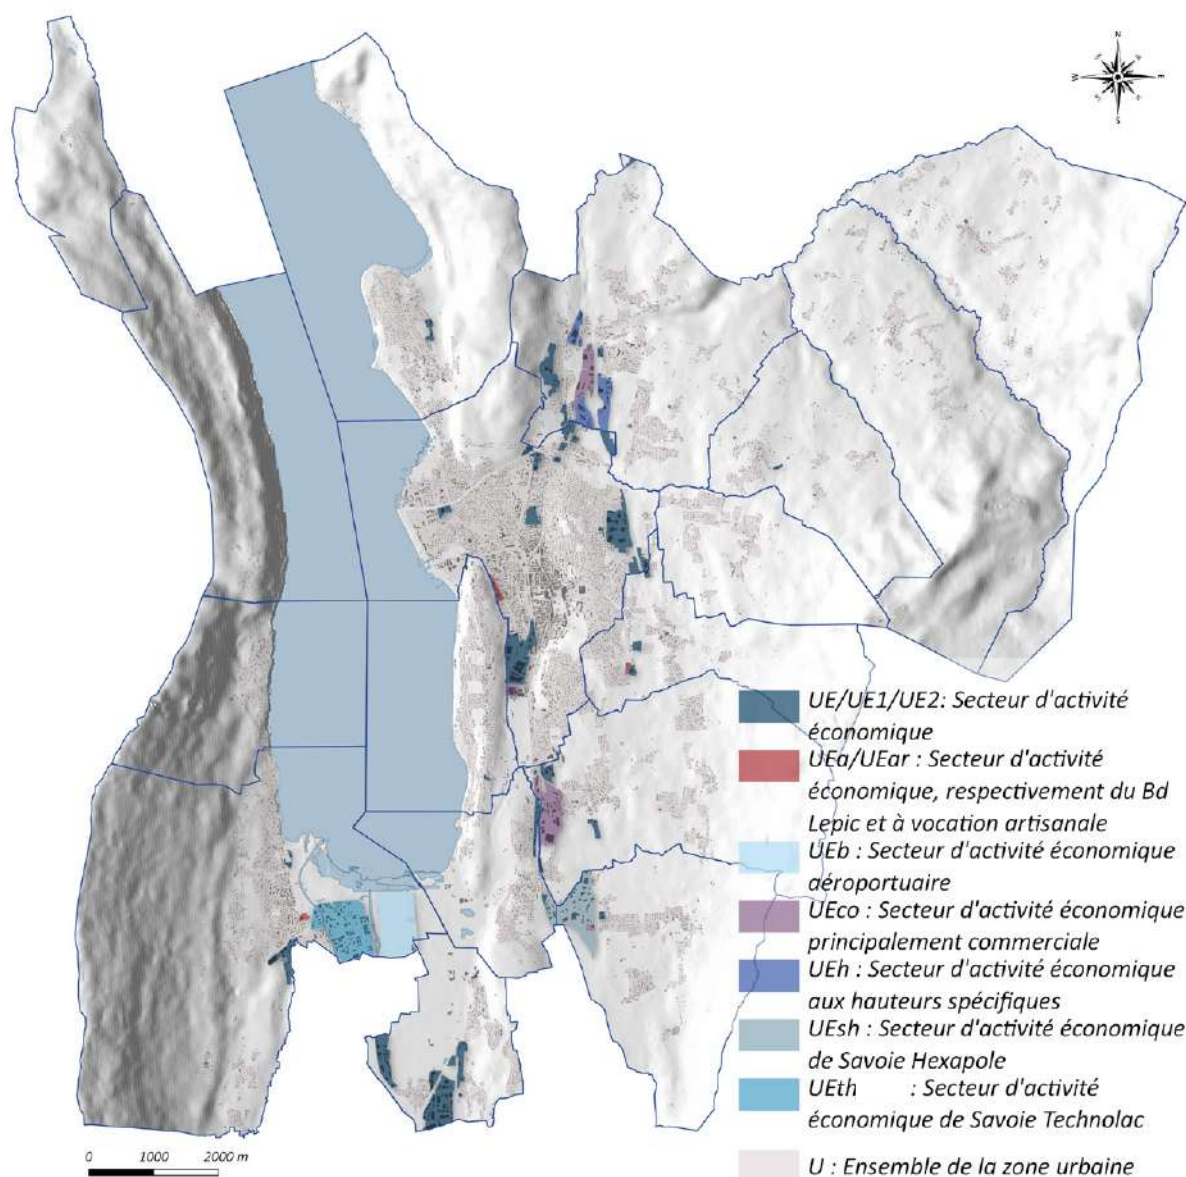 N
W
E
S
UE/UE1/UE2: Secteur d'activité
économique
UEa/UEar : Secteur d'activité
économique, respectivement du Bd
Lepic et à vocation artisanale
UEb : Secteur d'activité économique
aéroportuaire
UEco : Secteur d'activité économique
principalement commerciale
UEh : Secteur d'activité économique
aux hauteurs spécifiques
UEsh : Secteur d'activité économique
de Savoie Hexapole
UEth : Secteur d'activité
économique de Savoie Technolac
U : Ensemble de la zone urbaine
0 1000 2000 m